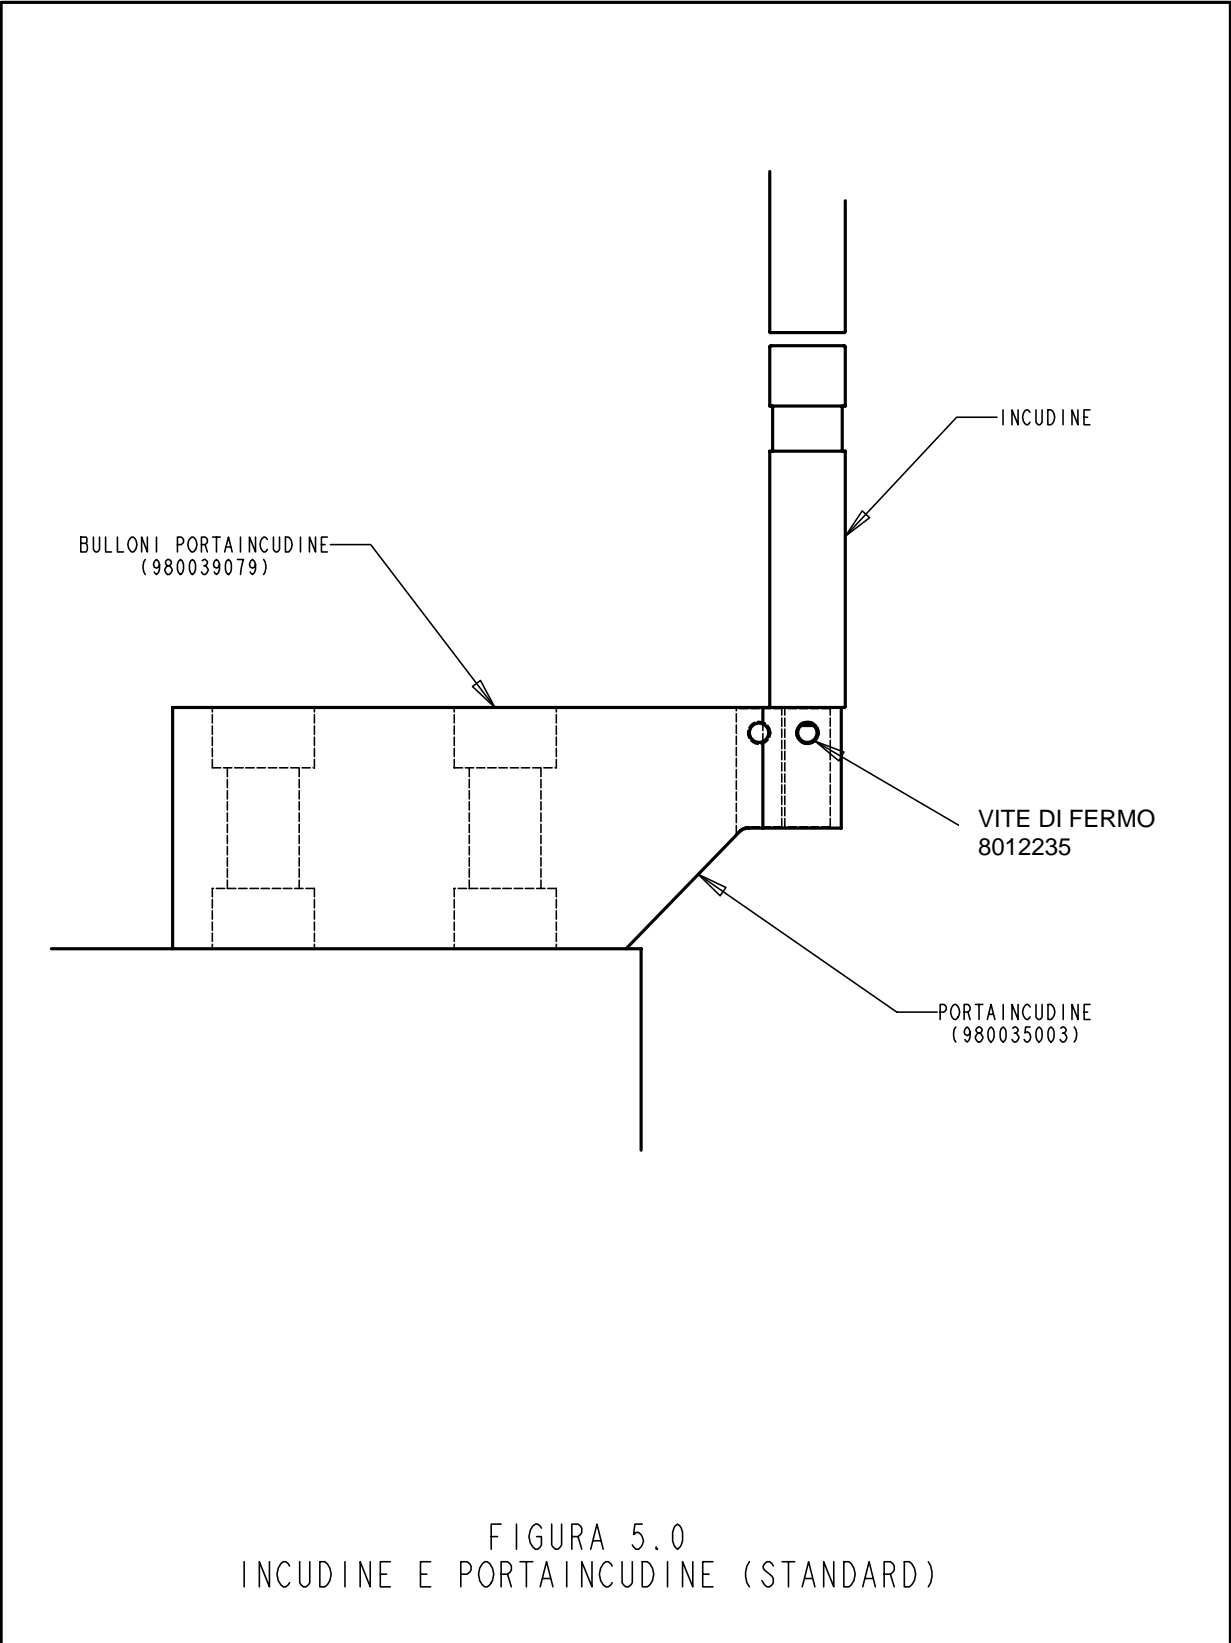 INCUDINE
BULLONI PORTAINCUDINE
(980039079)
VITE DI FERMO
8012235
PORTAINCUDINE
(980035003)
FIGURA 5.0
INCUDINE E PORTAINCUDINE (STANDARD)